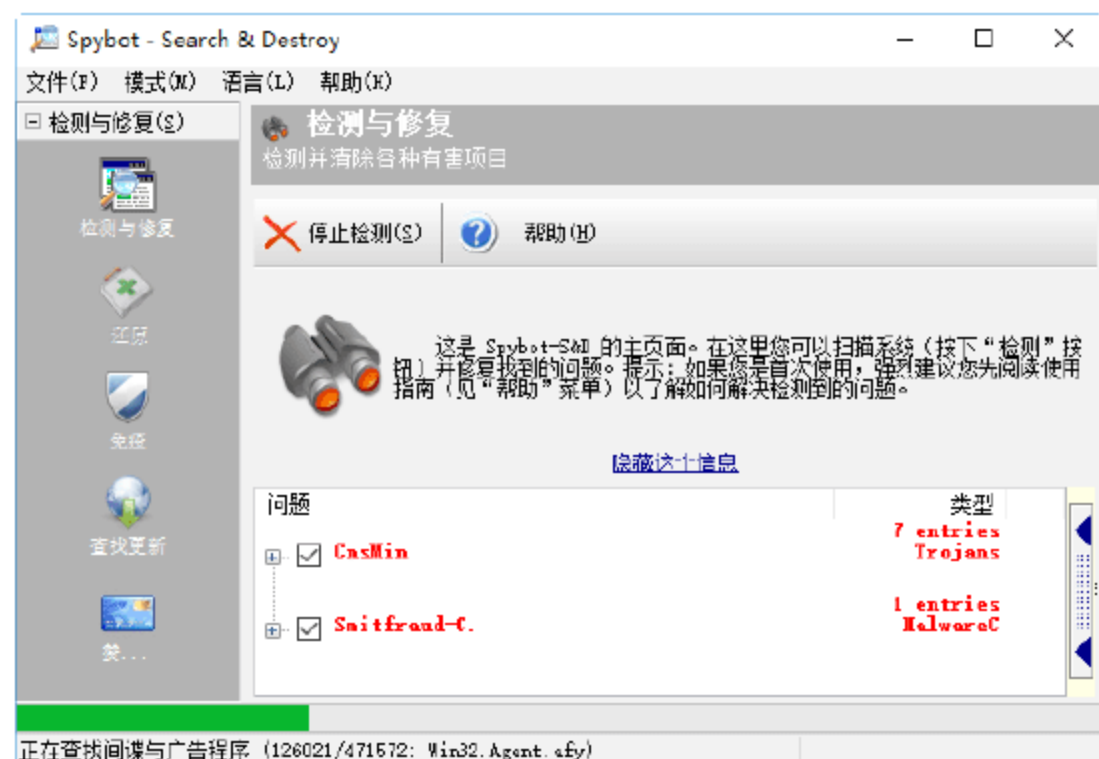 Spybot - Search & Destroy
文件(F) 模式(M) 语言(L) 帮助(H)
检测与修复(S)
检测与修复
还原
免疫
查找更新
检测与修复
检测并清除各种有害项目
停止检测(S) 帮助(H)
这是 Spybot-S&D 的主页面。在这里您可以扫描系统(按下“检测”按
钮)并修复找到的问题。提示:如果您是首次使用,强烈建议您先阅读使用
指南(见“帮助”菜单)以了解如何解决检测到的问题。
隐藏这个信息
问题 类型
7 entries
CnsMin Trojans
1 entries
Smitfraud-C. MalwareC
正在查找间谍与广告程序 (126021/471572: Win32.Agent.afy)